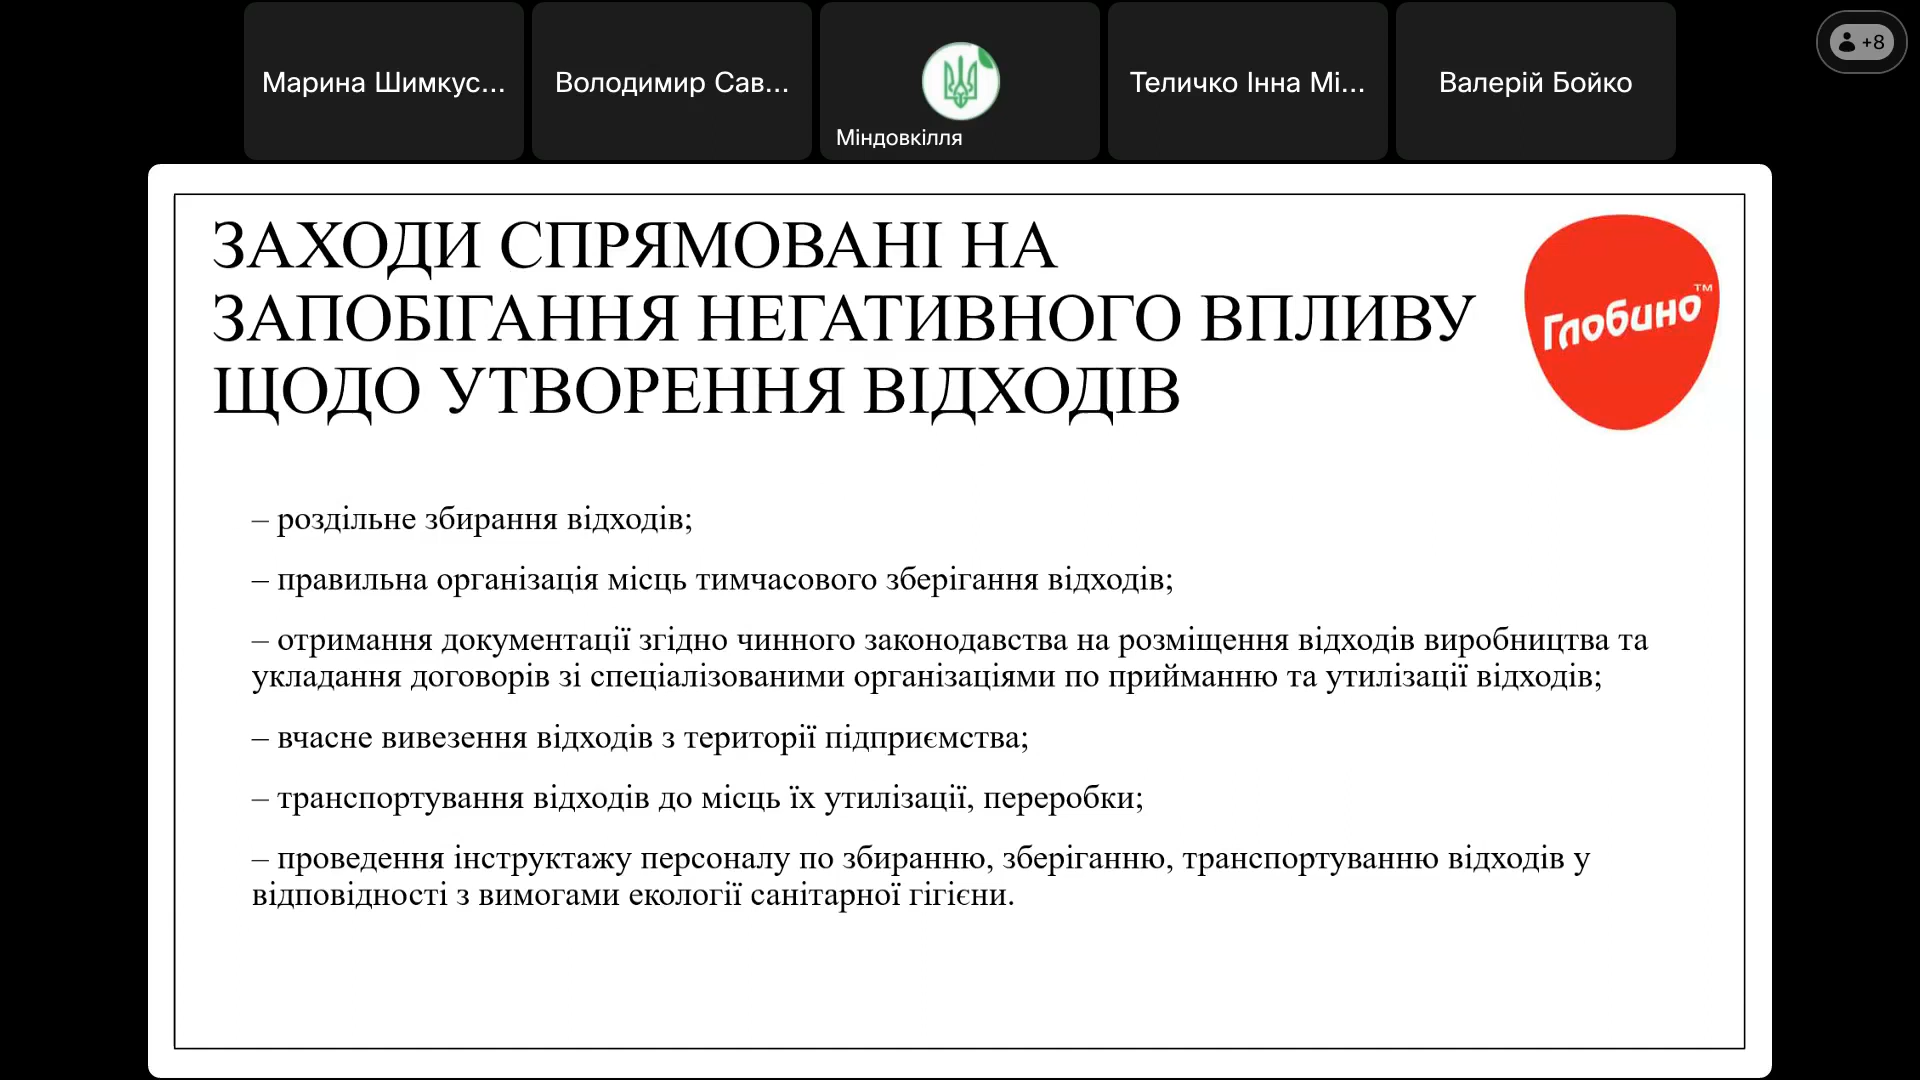 Марина Шимкус...
Володимир Сав...
Міндовкілля
Теличко Інна Мі...
Валерій Бойко
+8
ЗАХОДИ СПРЯМОВАНІ НА
ЗАПОБІГАННЯ НЕГАТИВНОГО ВПЛИВУ
ЩОДО УТВОРЕННЯ ВІДХОДІВ
Глобино™
– роздільне збирання відходів;
– правильна організація місць тимчасового зберігання відходів;
– отримання документації згідно чинного законодавства на розміщення відходів виробництва та
укладання договорів зі спеціалізованими організаціями по прийманню та утилізації відходів;
– вчасне вивезення відходів з території підприємства;
– транспортування відходів до місць їх утилізації, переробки;
– проведення інструктажу персоналу по збиранню, зберіганню, транспортуванню відходів у
відповідності з вимогами екології санітарної гігієни.